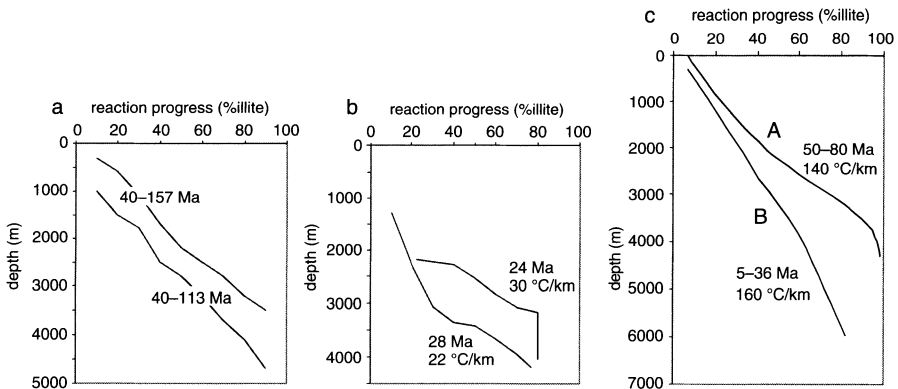 a
reaction progress (%illite)
0 20 40 60 80 100
0
1000
2000
3000
4000
5000
depth (m)
40–157 Ma
40–113 Ma
b
reaction progress (%illite)
0 20 40 60 80 100
0
1000
2000
3000
4000
depth (m)
24 Ma
30 °C/km
28 Ma
22 °C/km
c
reaction progress (%illite)
0 20 40 60 80 100
0
1000
2000
3000
4000
5000
6000
7000
depth (m)
A
50–80 Ma
140 °C/km
B
5–36 Ma
160 °C/km